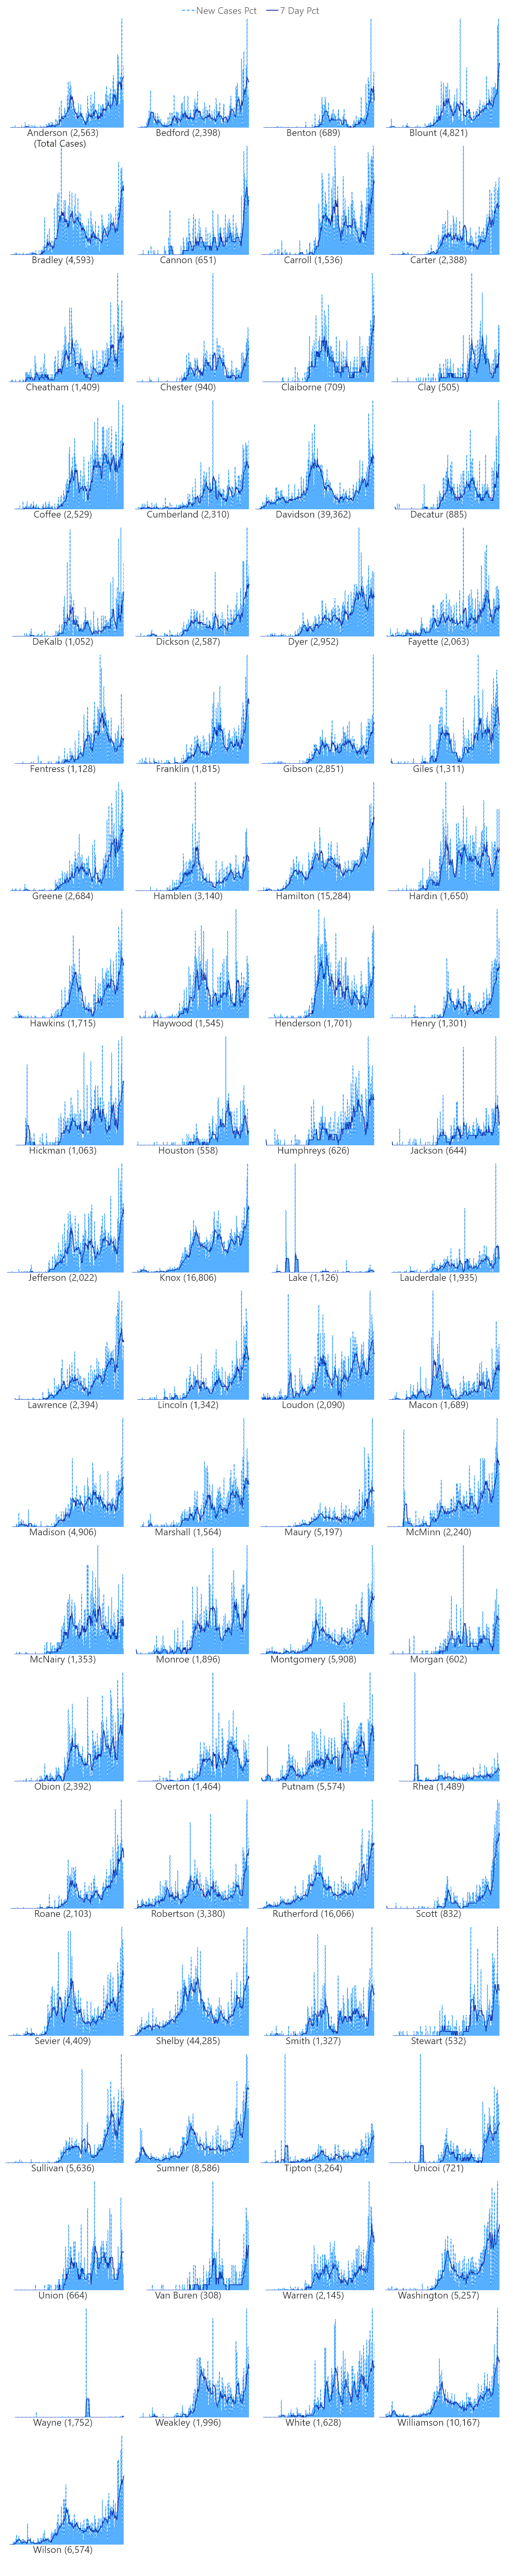 New Cases Pct 7 Day Pct
Anderson (2,563) Bedford (2,398) Benton (689) Blount (4,821)
(Total Cases)
Bradley (4,593) Cannon (651) Carroll (1,536) Carter (2,388)
Cheatham (1,409) Chester (940) Claiborne (709) Clay (505)
Coffee (2,529) Cumberland (2,310) Davidson (39,362) Decatur (885)
DeKalb (1,052) Dickson (2,587) Dyer (2,952) Fayette (2,063)
Fentress (1,128) Franklin (1,815) Gibson (2,851) Giles (1,311)
Greene (2,684) Hamblen (3,140) Hamilton (15,284) Hardin (1,650)
Hawkins (1,715) Haywood (1,545) Henderson (1,701) Henry (1,301)
Hickman (1,063) Houston (558) Humphreys (626) Jackson (644)
Jefferson (2,022) Knox (16,806) Lake (1,126) Lauderdale (1,935)
Lawrence (2,394) Lincoln (1,342) Loudon (2,090) Macon (1,689)
Madison (4,906) Marshall (1,564) Maury (5,197) McMinn (2,240)
McNairy (1,353) Monroe (1,896) Montgomery (5,908) Morgan (602)
Obion (2,392) Overton (1,464) Putnam (5,574) Rhea (1,489)
Roane (2,103) Robertson (3,380) Rutherford (16,066) Scott (832)
Sevier (4,409) Shelby (44,285) Smith (1,327) Stewart (532)
Sullivan (5,636) Sumner (8,586) Tipton (3,264) Unicoi (721)
Union (664) Van Buren (308) Warren (2,145) Washington (5,257)
Wayne (1,752) Weakley (1,996) White (1,628) Williamson (10,167)
Wilson (6,574)